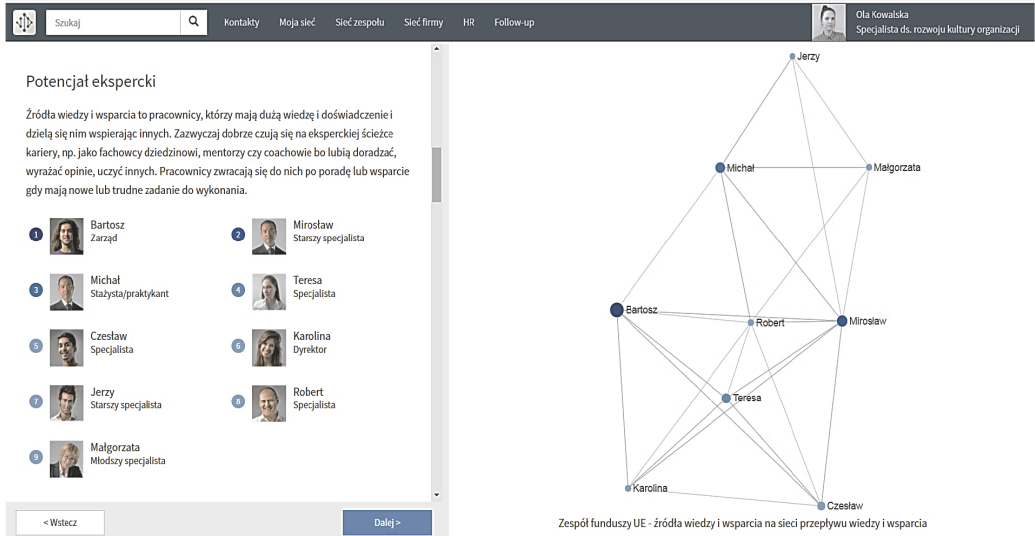 Szukaj
Kontakty
Moja sieć
Sieć zespołu
Sieć firmy
HR
Follow-up
Ola Kowalska
Specjalista ds. rozwoju kultury organizacji
Potencjał ekspercki
Źródła wiedzy i wsparcia to pracownicy, którzy mają dużą wiedzę i doświadczenie i
dzielą się nim wspierając innych. Zazwyczaj dobrze czują się na eksperckiej ścieżce
kariery, np. jako fachowcy dziedzinowi, mentorzy czy coachowie bo lubią doradzać,
wyrażać opinie, uczyć innych. Pracownicy zwracają się do nich po poradę lub wsparcie
gdy mają nowe lub trudne zadanie do wykonania.
1 Bartosz
Zarząd
2 Mirosław
Starszy specjalista
3 Michał
Stażysta/praktykant
4 Teresa
Specjalista
5 Czesław
Specjalista
6 Karolina
Dyrektor
7 Jerzy
Starszy specjalista
8 Robert
Specjalista
9 Małgorzata
Młodszy specjalista
< Wstecz
Dalej >
Jerzy
Michał
Małgorzata
Bartosz
Robert
Mirosław
Teresa
Karolina
Czesław
Zespół funduszy UE - źródła wiedzy i wsparcia na sieci przepływu wiedzy i wsparcia